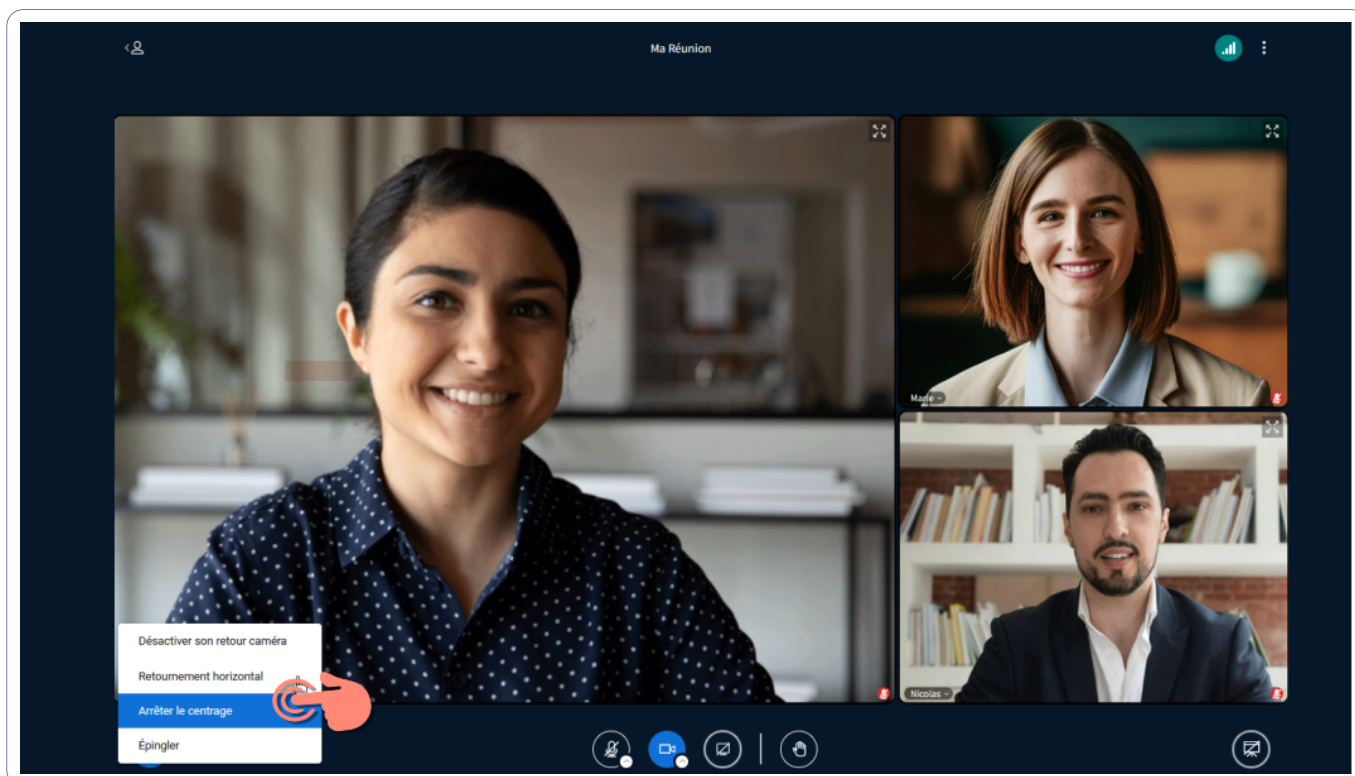 Ma Réunion
Marie
Nicolas
Désactiver son retour caméra
Retournement horizontal
Arrêter le centrage
Épingler